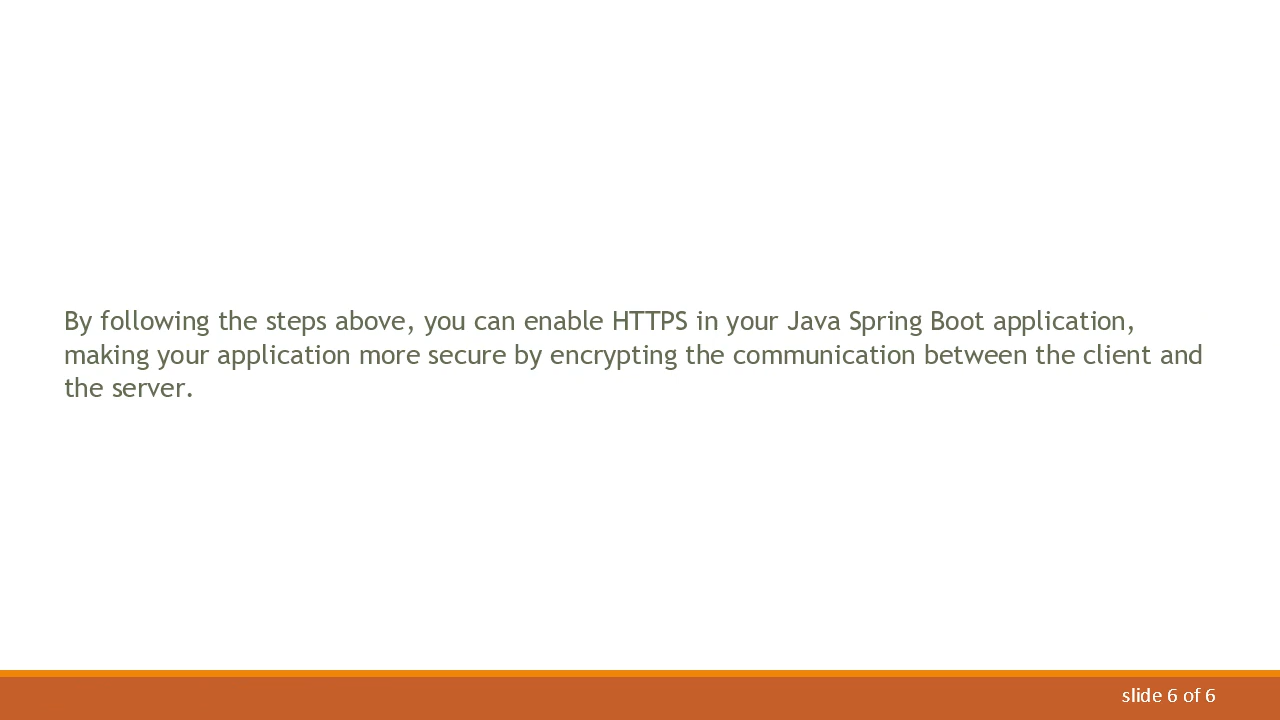 By following the steps above, you can enable HTTPS in your Java Spring Boot application,
making your application more secure by encrypting the communication between the client and
the server.
slide 6 of 6